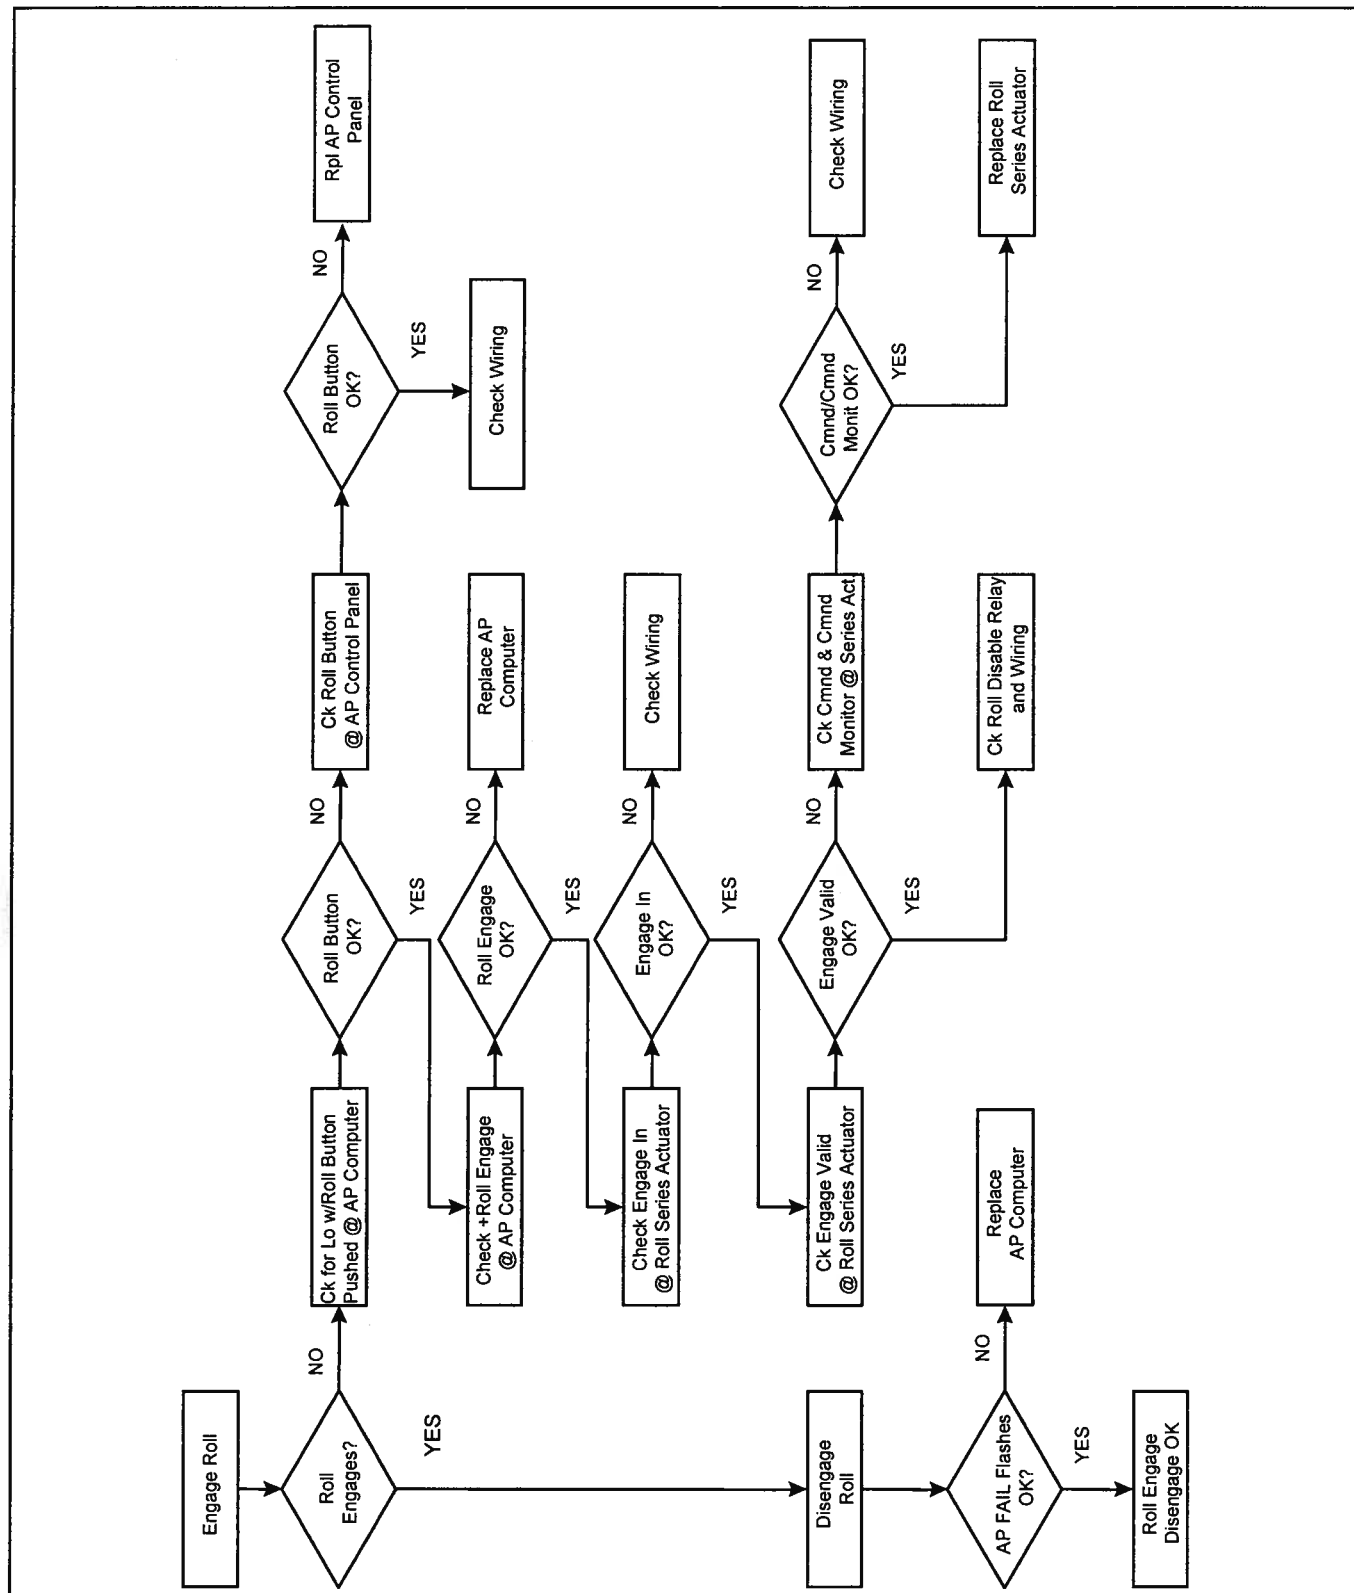 Engage Roll
Roll
Engages?
NO
YES
Ck for Lo w/Roll Button
Pushed @ AP Computer
Roll Button
OK?
NO
YES
Ck Roll Button
@ AP Control Panel
Roll Button
OK?
NO
YES
Rpl AP Control
Panel
Check Wiring
Check +Roll Engage
@ AP Computer
Roll Engage
OK?
NO
YES
Replace AP
Computer
Check Engage In
@ Roll Series Actuator
Engage In
OK?
NO
YES
Check Wiring
Ck Engage Valid
@ Roll Series Actuator
Engage Valid
OK?
NO
YES
Ck Cmnd & Cmnd
Monitor @ Series Act
Cmnd/Cmnd
Monit OK?
NO
YES
Check Wiring
Replace Roll
Series Actuator
Ck Roll Disable Relay
and Wiring
Disengage
Roll
AP FAIL Flashes
OK?
NO
YES
Replace
AP Computer
Roll Engage
Disengage OK